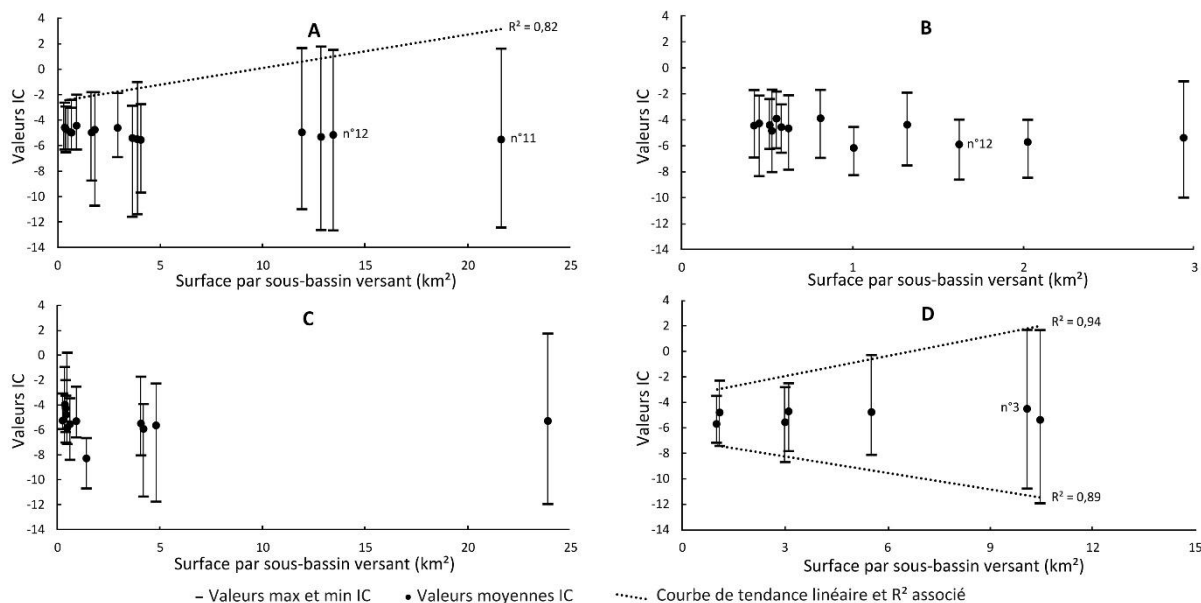 A
R² = 0,82
4
2
0
-2
-4
-6
-8
-10
-12
-14
Valeurs IC
n°12
n°11
0 5 10 15 20 25
Surface par sous-bassin versant (km²)
B
4
2
0
-2
-4
-6
-8
-10
-12
-14
Valeurs IC
n°12
0 1 2 3
Surface par sous-bassin versant (km²)
C
4
2
0
-2
-4
-6
-8
-10
-12
-14
Valeurs IC
0 5 10 15 20 25
Surface par sous-bassin versant (km²)
D
R² = 0,94
4
2
0
-2
-4
-6
-8
-10
-12
-14
Valeurs IC
n°3
R² = 0,89
0 3 6 9 12 15
Surface par sous-bassin versant (km²)
Valeurs max et min IC
Valeurs moyennes IC
Courbe de tendance linéaire et R² associé